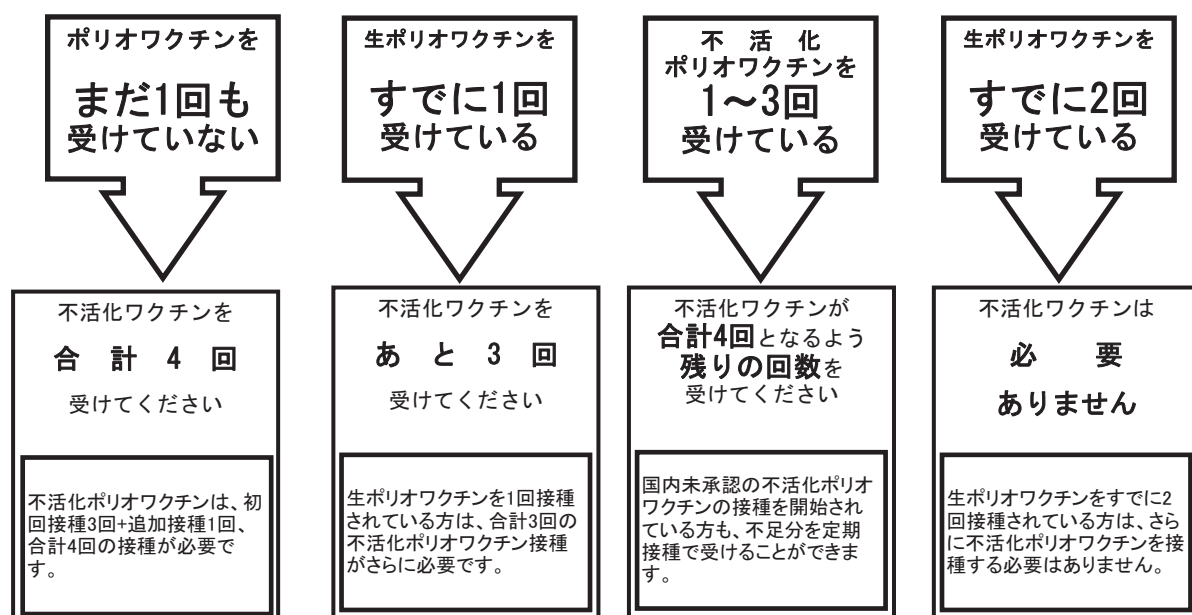 ポリオワクチンを
まだ1回も
受けていない
生ポリオワクチンを
すでに1回
受けている
不 活 化
ポリオワクチンを
1～3回
受けている
生ポリオワクチンを
すでに2回
受けている
不活化ワクチンを
合 計 4 回
受けてください
不活化ポリオワクチンは、初
回接種3回+追加接種1回、
合計4回の接種が必要で
す。
不活化ワクチンを
あ と 3 回
受けてください
生ポリオワクチンを1回接種
されている方は、合計3回の
不活化ポリオワクチン接種
がさらに必要です。
不活化ワクチンが
合計4回となるよう
残りの回数を
受けてください
国内未承認の不活化ポリオ
ワクチンの接種を開始され
ている方も、不足分を定期
接種で受けることができま
す。
不活化ワクチンは
必 要
ありません
生ポリオワクチンをすでに2
回接種されている方は、さら
に不活化ポリオワクチンを接
種する必要はありません。